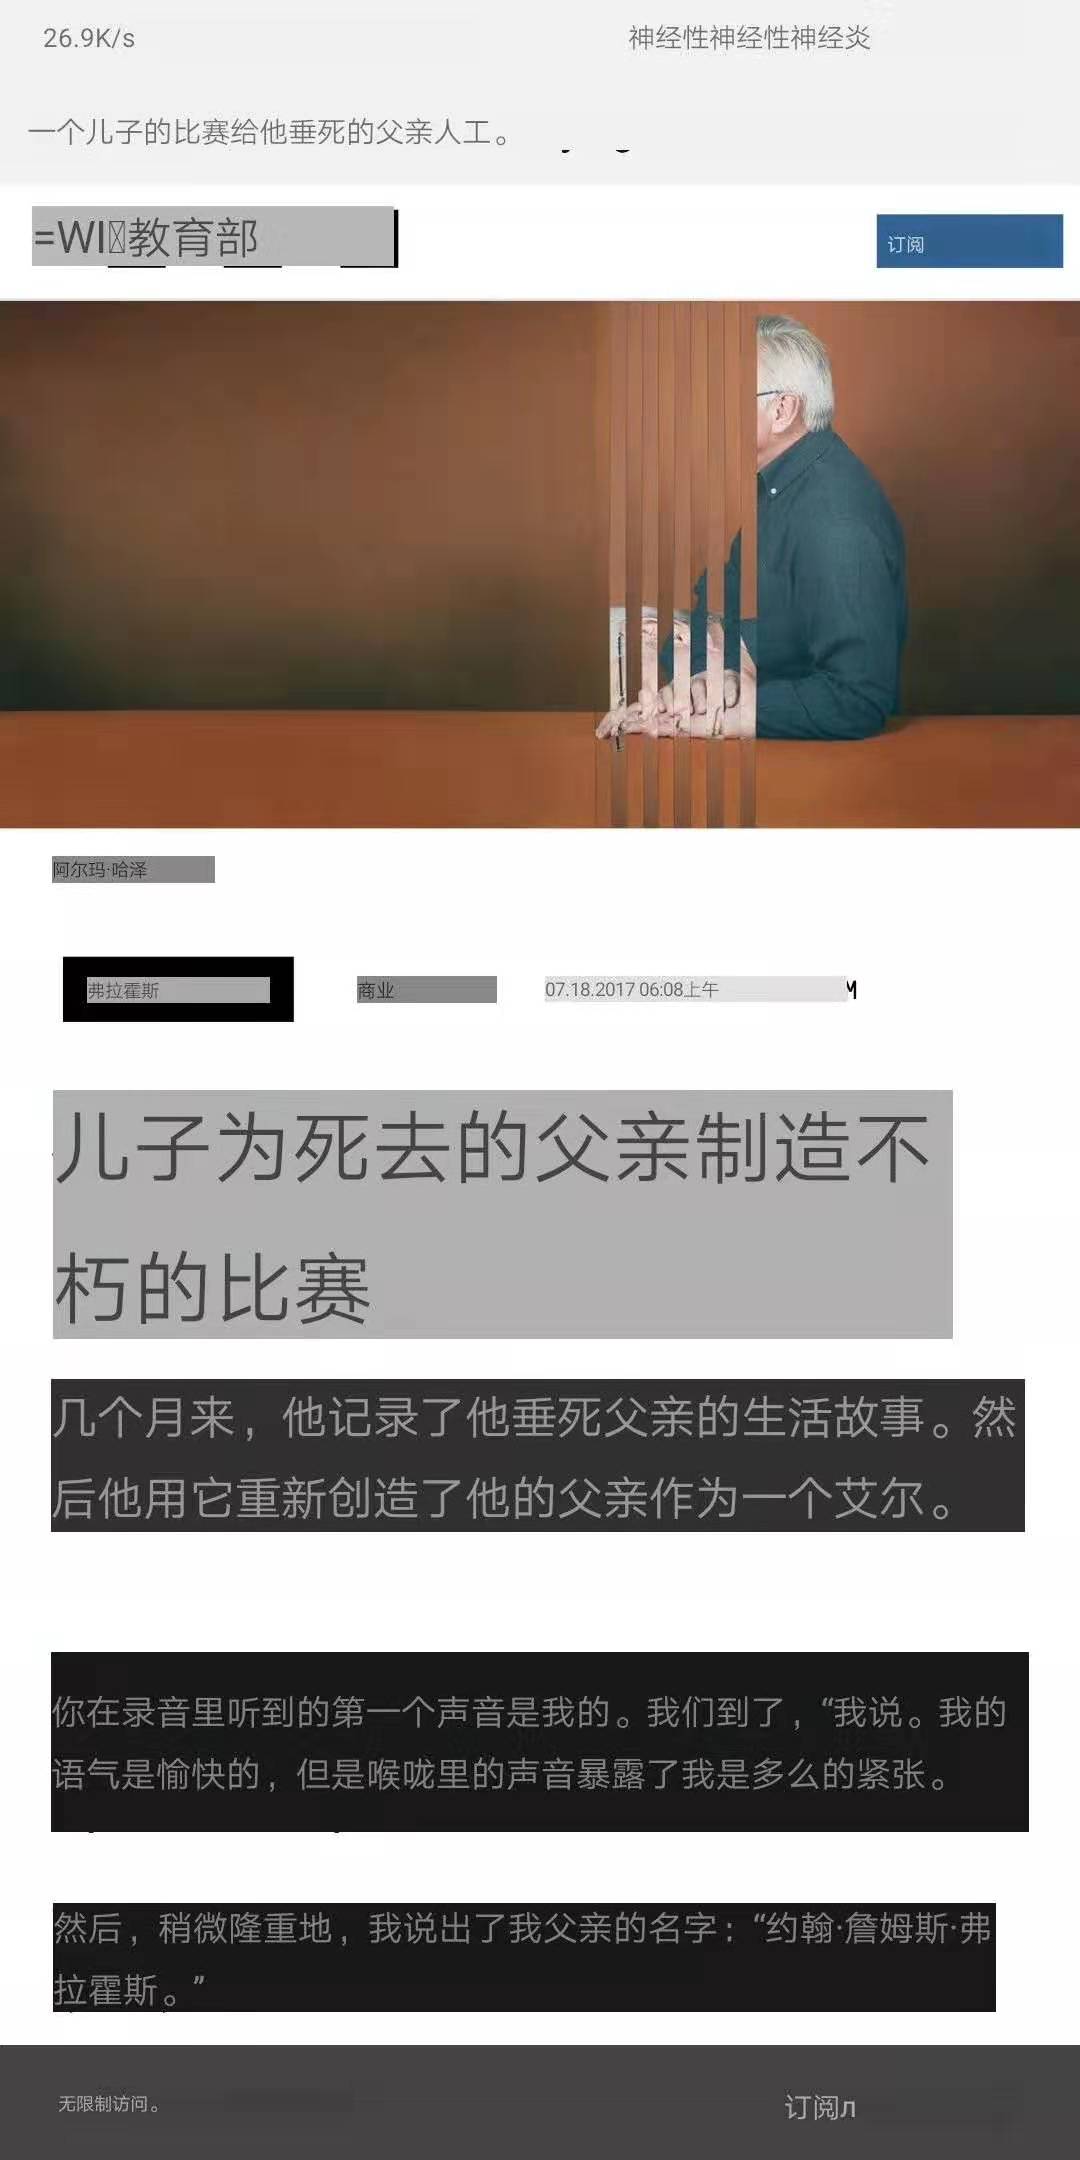 26.9K/s 神经性神经性神经炎
一个儿子的比赛给他垂死的父亲人工。
=WI 教育部
订阅
阿尔玛·哈泽
弗拉霍斯 商业 07.18.2017 06:08上午 M
儿子为死去的父亲制造不
朽的比赛
几个月来，他记录了他垂死父亲的生活故事。然
后他用它重新创造了他的父亲作为一个艾尔。
你在录音里听到的第一个声音是我的。我们到了，“我说。我的
语气是愉快的，但是喉咙里的声音暴露了我是多么的紧张。
然后，稍微隆重地，我说出了我父亲的名字：“约翰·詹姆斯·弗
拉霍斯。”
无限制访问。 订阅л